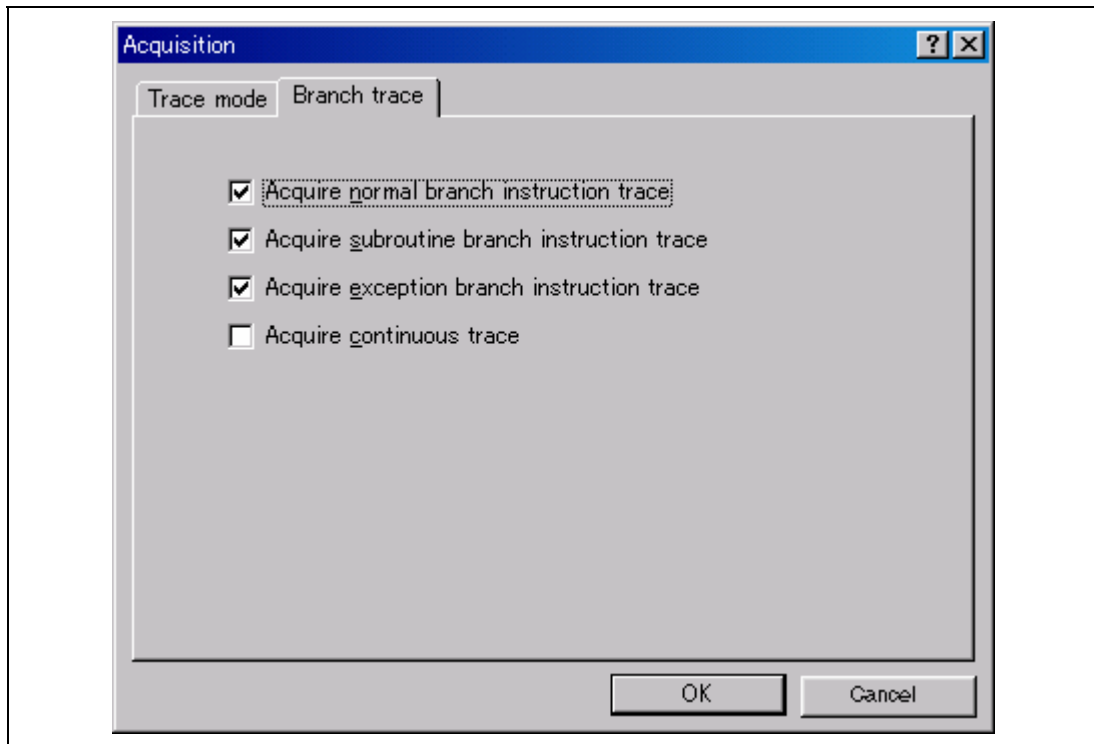 Acquisition
Trace mode Branch trace
Acquire normal branch instruction trace
Acquire subroutine branch instruction trace
Acquire exception branch instruction trace
Acquire continuous trace
OK Cancel